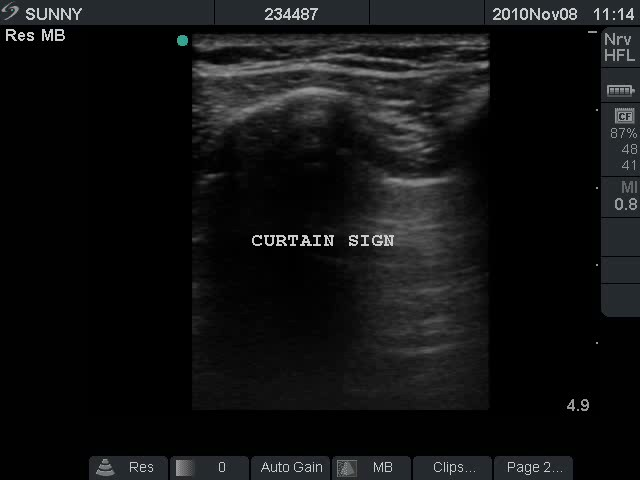 SUNNY 234487 2010Nov08 11:14
Res MB
Nrv
HFL
CF
87%
48
41
MI
0.8
CURTAIN SIGN
4.9
Res 0 Auto Gain MB Clips... Page 2...